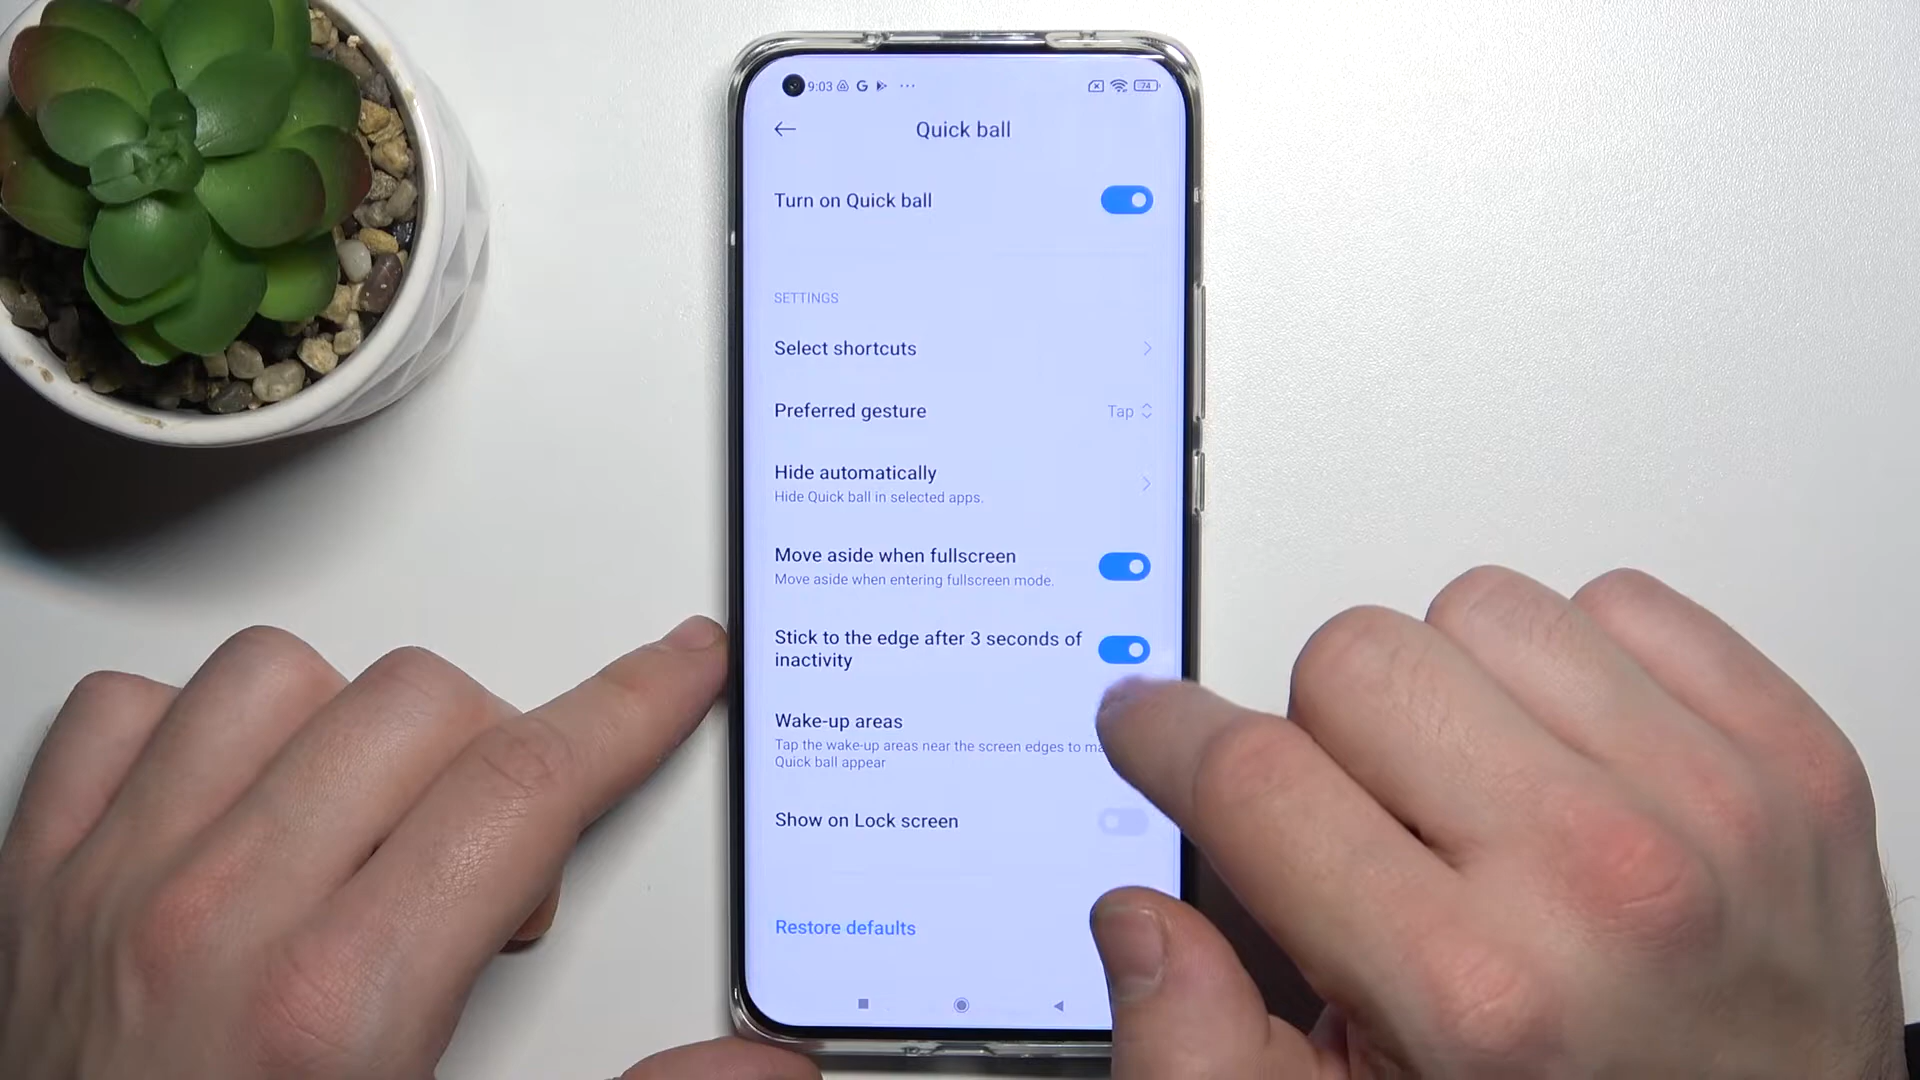 9:03 G ··· 74
Quick ball
Turn on Quick ball
SETTINGS
Select shortcuts
Preferred gesture Tap
Hide automatically
Hide Quick ball in selected apps.
Move aside when fullscreen
Move aside when entering fullscreen mode.
Stick to the edge after 3 seconds of
inactivity
Wake-up areas
Tap the wake-up areas near the screen edges to
Quick ball appear
Show on Lock screen
Restore defaults